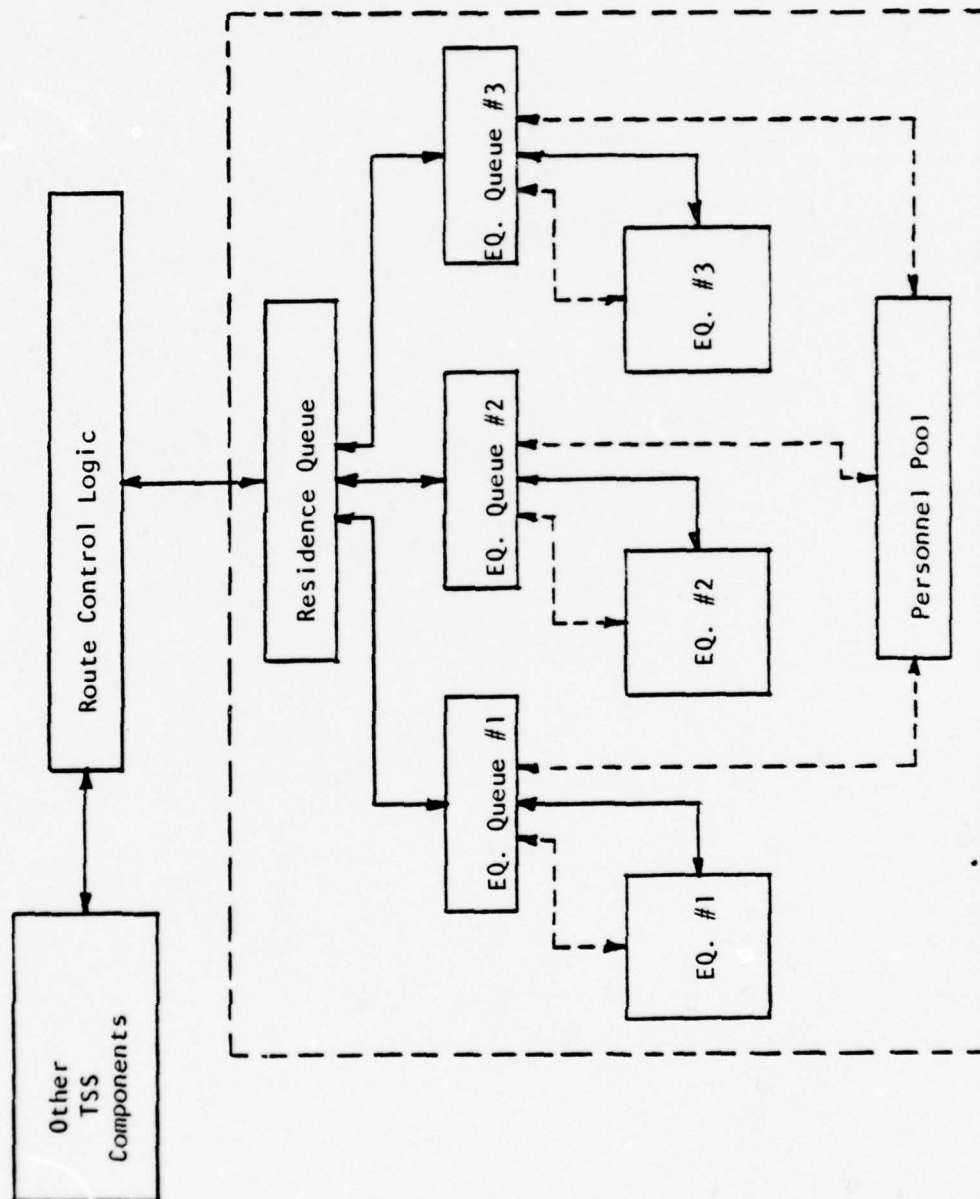 Other
TSS
Components
Route Control Logic
Residence Queue
EQ. Queue #1
EQ. Queue #2
EQ. Queue #3
EQ. #1
EQ. #2
EQ. #3
Personnel Pool